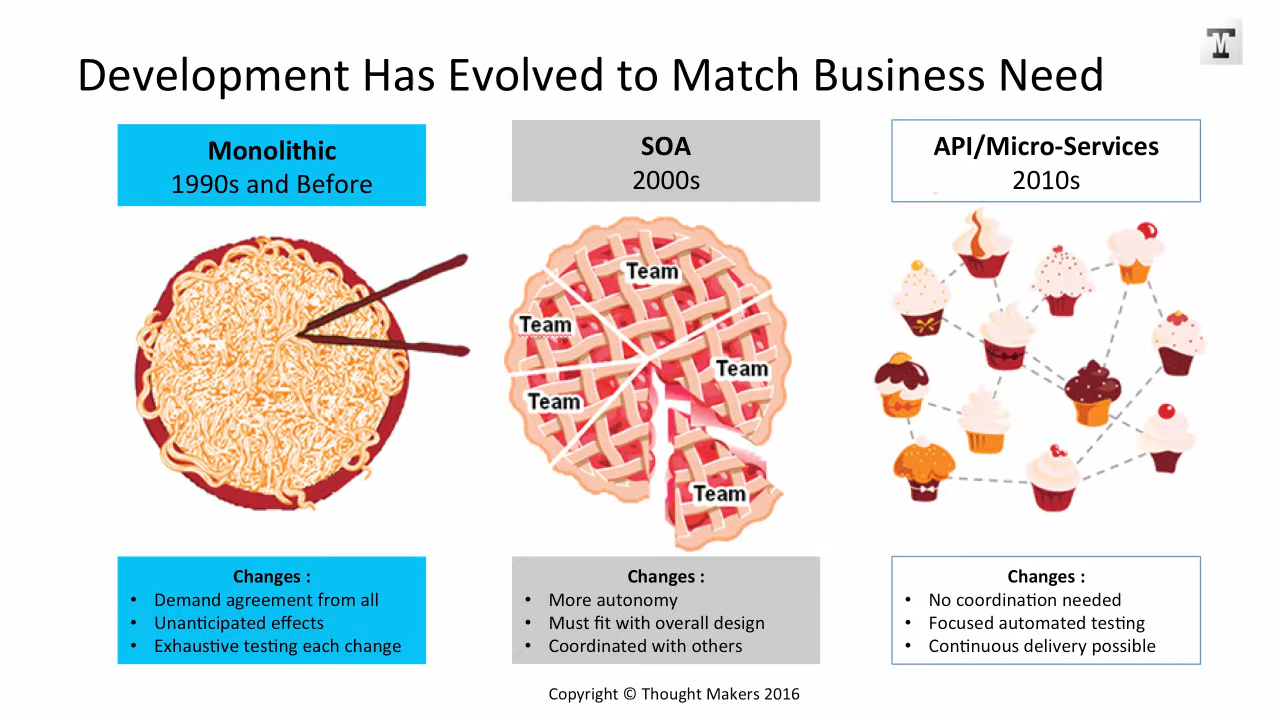 Development Has Evolved to Match Business Need
TM
Monolithic
1990s and Before
SOA
2000s
API/Micro-Services
2010s
Team
Team
Team
Team
Team
Changes :
• Demand agreement from all
• Unanticipated effects
• Exhaustive testing each change
Changes :
• More autonomy
• Must fit with overall design
• Coordinated with others
Changes :
• No coordination needed
• Focused automated testing
• Continuous delivery possible
Copyright © Thought Makers 2016